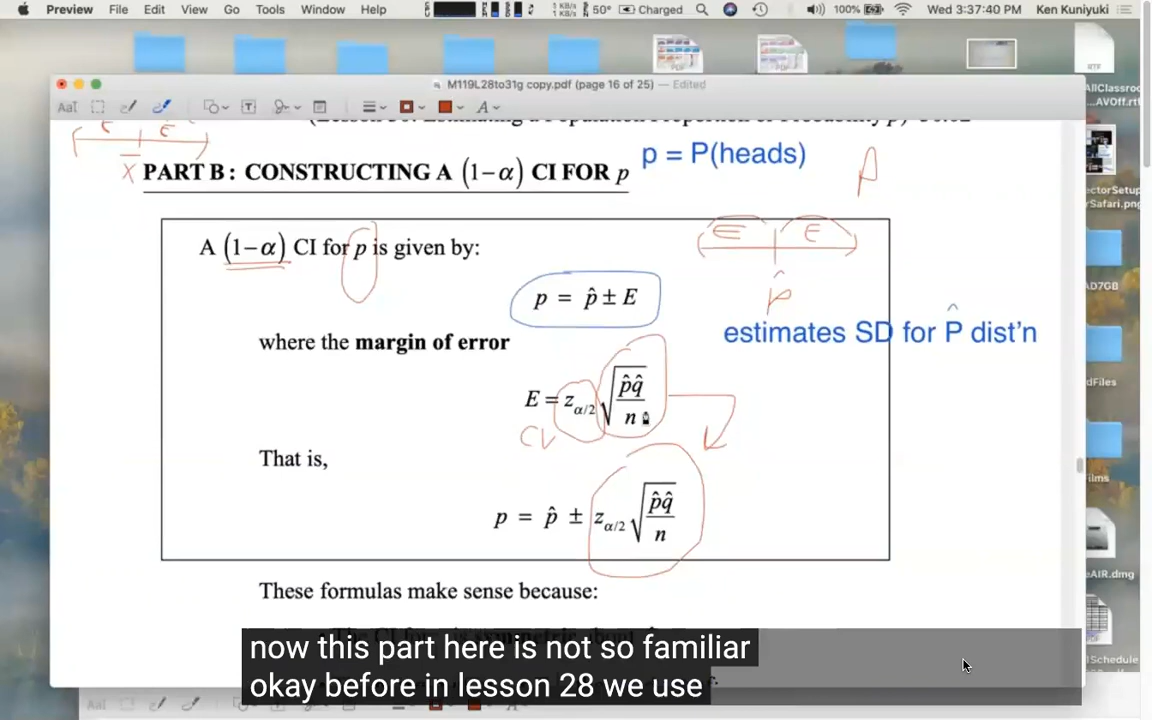 Preview File Edit View Go Tools Window Help 50° Charged 100% Wed 3:37:40 PM Ken Kuniyuki
M119L28to31g copy.pdf (page 16 of 25) — Edited
E E
x̄
PART B: CONSTRUCTING A (1−α) CI FOR p
p = P(heads)
A (1−α) CI for p is given by:
E E
p̂
p = p̂ ± E
estimates SD for P̂ dist'n
where the margin of error
E = z_{α/2} √(p̂q̂/n)
CV
That is,
p = p̂ ± z_{α/2} √(p̂q̂/n)
These formulas make sense because:
now this part here is not so familiar
okay before in lesson 28 we use